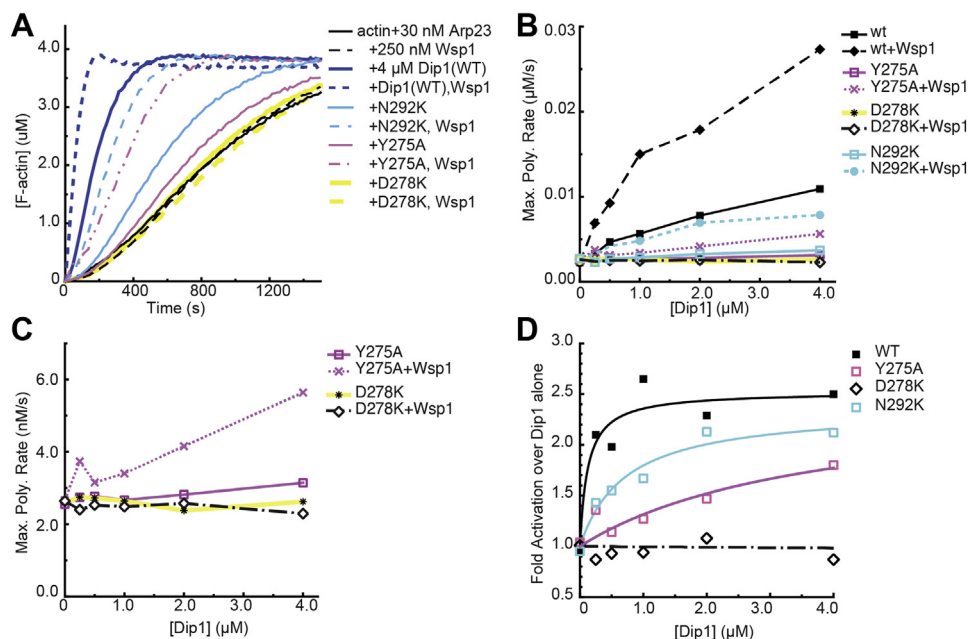 A
[F-actin] (uM)
4.0
3.0
2.0
1.0
0.0
0 400 800 1200
Time (s)
actin+30 nM Arp23
+250 nM Wsp1
+4 µM Dip1(WT)
+Dip1(WT),Wsp1
+N292K
+N292K, Wsp1
+Y275A
+Y275A, Wsp1
+D278K
+D278K, Wsp1
B
Max. Poly. Rate (µM/s)
0.03
0.02
0.01
0.00
0 1.0 2.0 3.0 4.0
[Dip1] (µM)
wt
wt+Wsp1
Y275A
Y275A+Wsp1
D278K
D278K+Wsp1
N292K
N292K+Wsp1
C
Max. Poly. Rate (nM/s)
6.0
4.0
2.0
0.0
0 1.0 2.0 3.0 4.0
[Dip1] (µM)
Y275A
Y275A+Wsp1
D278K
D278K+Wsp1
D
Fold Activation over Dip1 alone
3.0
2.5
2.0
1.5
1.0
0.5
0 1.0 2.0 3.0 4.0
[Dip1] (µM)
WT
Y275A
D278K
N292K